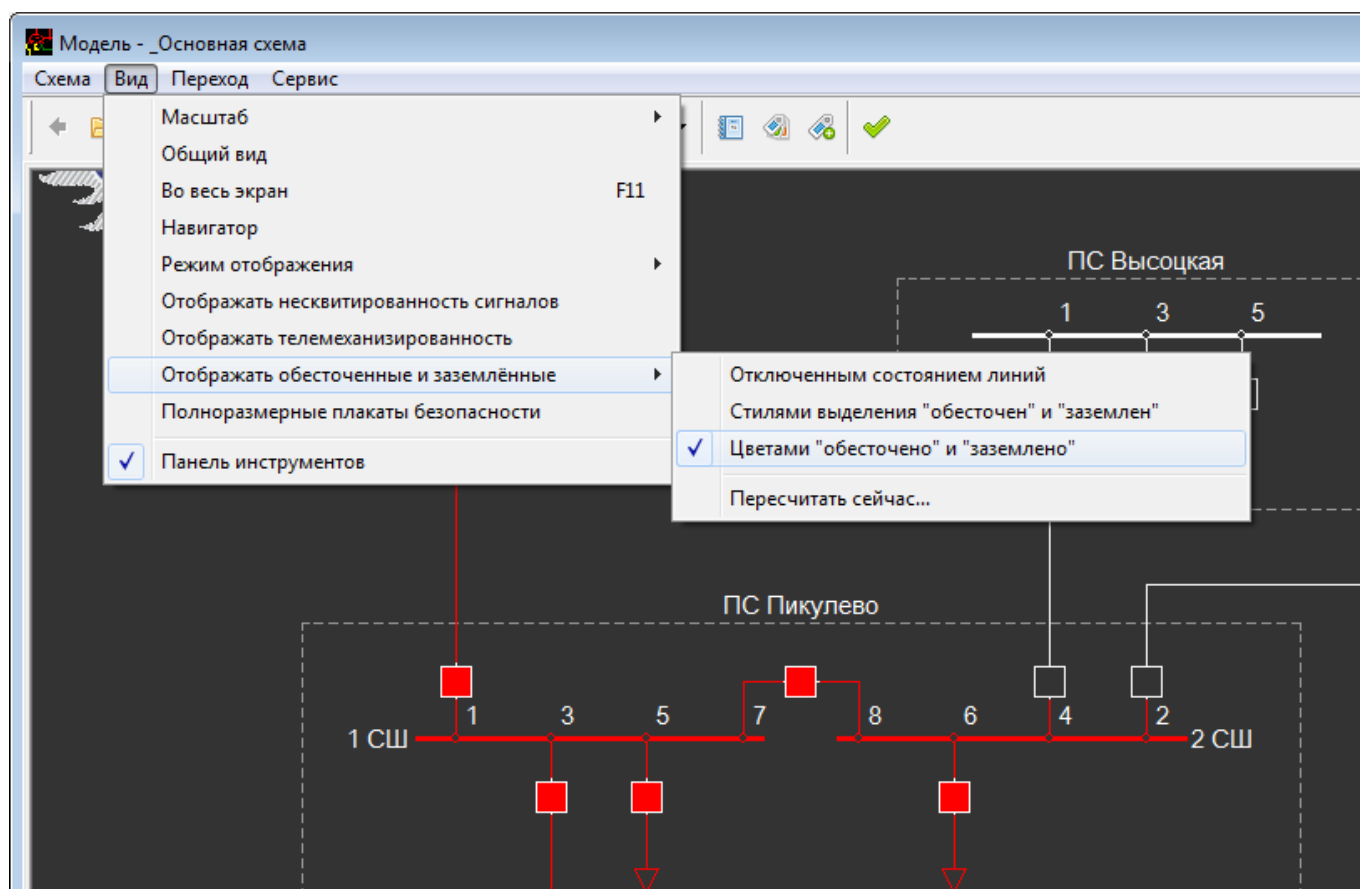 Модель - _Основная схема
Схема Вид Переход Сервис
Масштаб
Общий вид
Во весь экран F11
Навигатор
Режим отображения
Отображать несквитированность сигналов
Отображать телемеханизированность
Отображать обесточенные и заземлённые
Полноразмерные плакаты безопасности
Панель инструментов
Отключенным состоянием линий
Стилями выделения "обесточен" и "заземлен"
Цветами "обесточено" и "заземлено"
Пересчитать сейчас...
ПС Высоцкая
1 3 5
ПС Пикулево
1 3 5 7 8 6 4 2
1 СШ 2 СШ